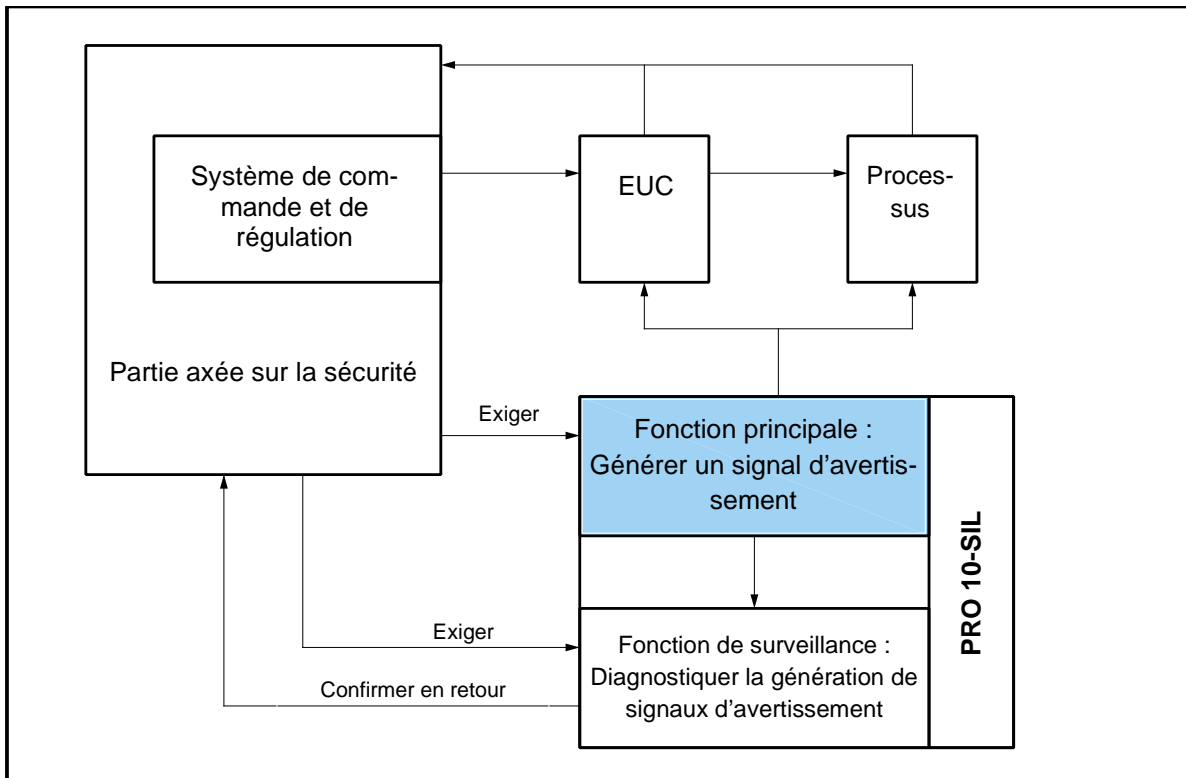 Système de com-
mande et de
régulation
EUC
Proces-
sus
Partie axée sur la sécurité
Exiger
Fonction principale :
Générer un signal d'avertis-
sement
PRO 10-SIL
Exiger
Fonction de surveillance :
Diagnostiquer la génération de
signaux d'avertissement
Confirmer en retour